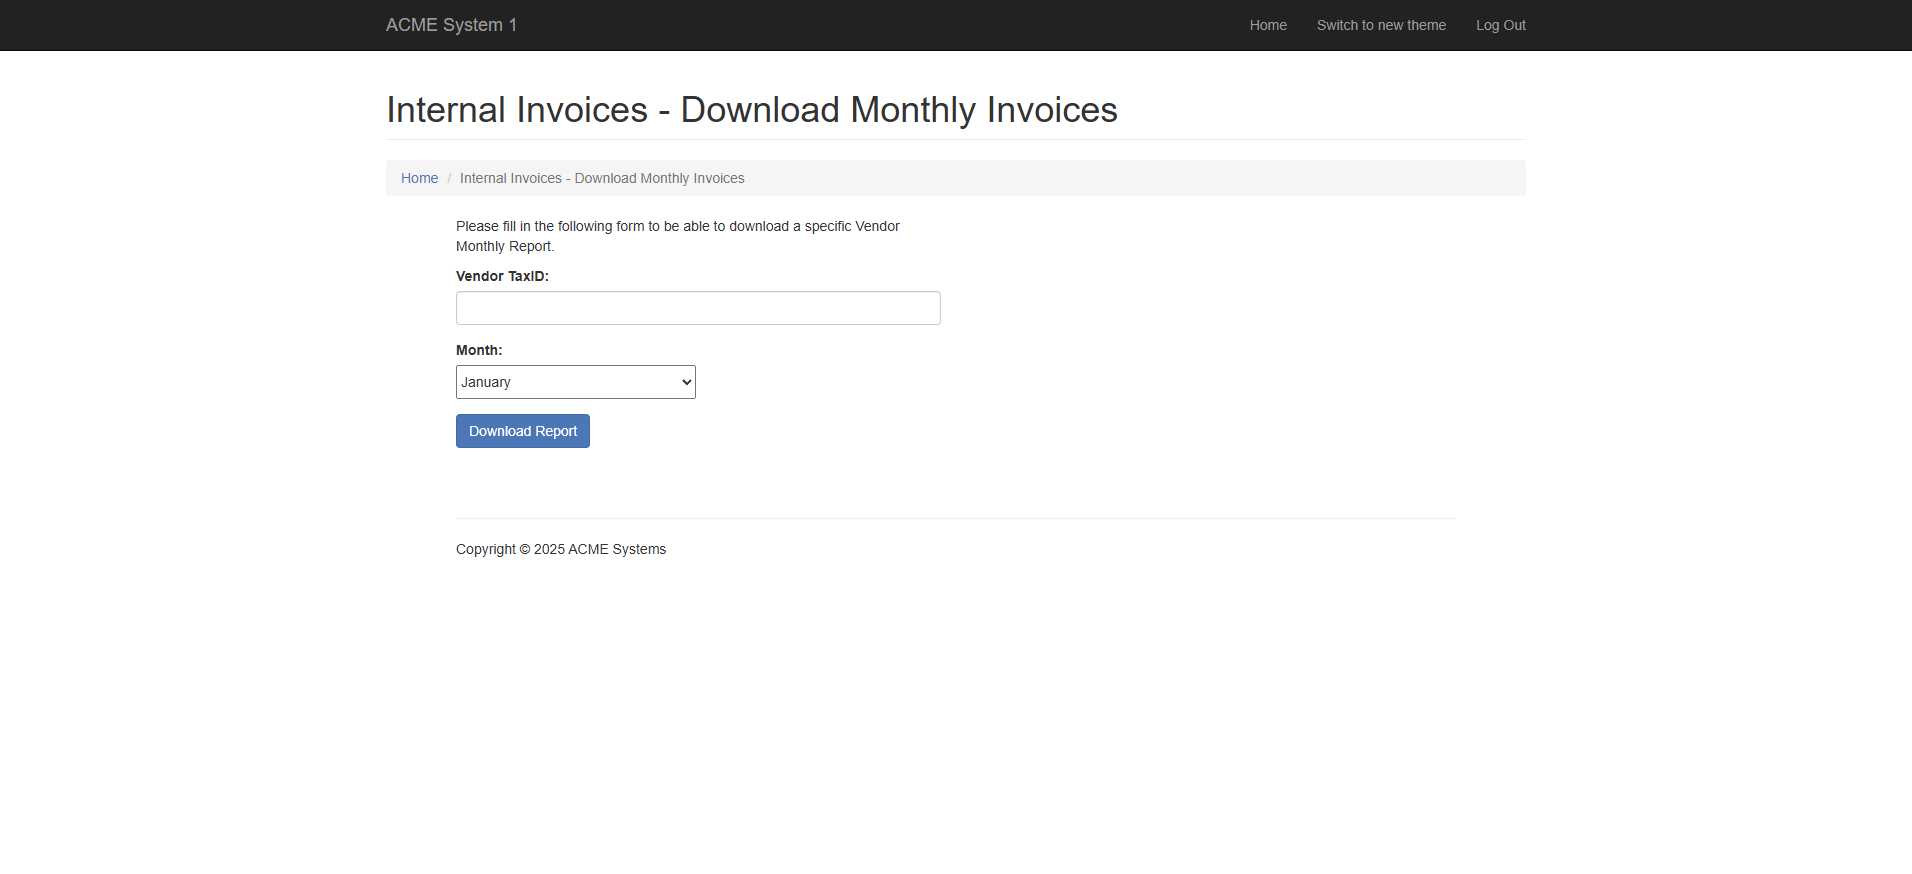 ACME System 1
Home
Switch to new theme
Log Out
Internal Invoices - Download Monthly Invoices
Home / Internal Invoices - Download Monthly Invoices
Please fill in the following form to be able to download a specific Vendor
Monthly Report.
Vendor TaxID:
Month:
January
Download Report
Copyright © 2025 ACME Systems